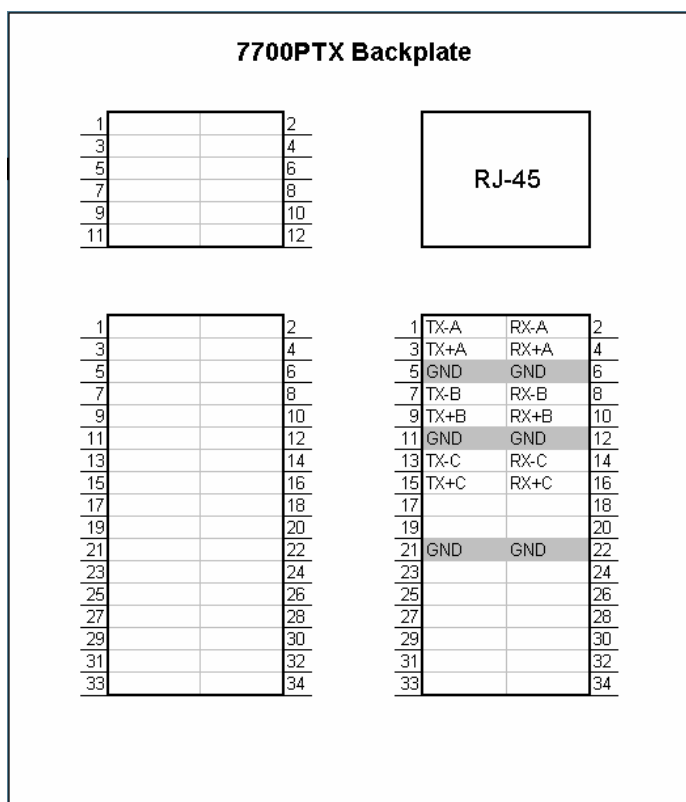 7700PTX Backplate
1 2
3 4
5 6
7 8
9 10
11 12
RJ-45
1 2
3 4
5 6
7 8
9 10
11 12
13 14
15 16
17 18
19 20
21 22
23 24
25 26
27 28
29 30
31 32
33 34
1 TX-A RX-A 2
3 TX+A RX+A 4
5 GND GND 6
7 TX-B RX-B 8
9 TX+B RX+B 10
11 GND GND 12
13 TX-C RX-C 14
15 TX+C RX+C 16
17 18
19 20
21 GND GND 22
23 24
25 26
27 28
29 30
31 32
33 34